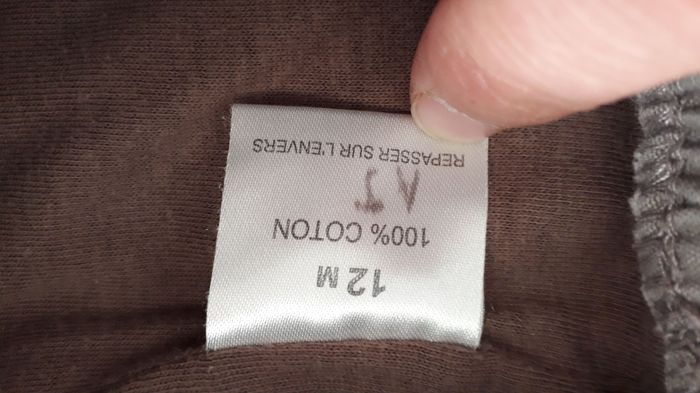 12 M
100% COTON
REPASSER SUR L'ENVERS